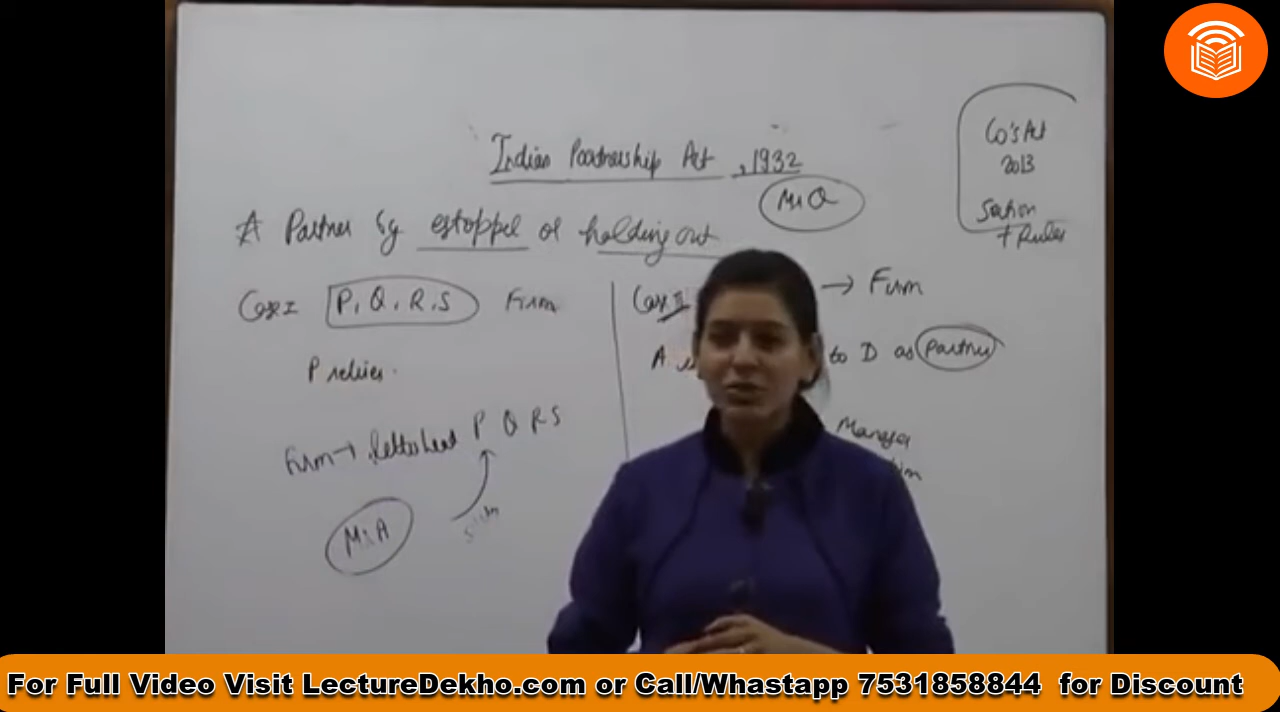 Co's Act
2013
Section
+ Rules
Indian Partnership Act, 1932
MrQ
A Partner by estoppel or holding out
Case I P, Q, R, S Firm
P retires.
Firm → Letterhead P Q R S
Mr A
Case II → Firm
A to D as Partner
Manager
For Full Video Visit LectureDekho.com or Call/Whastapp 7531858844 for Discount